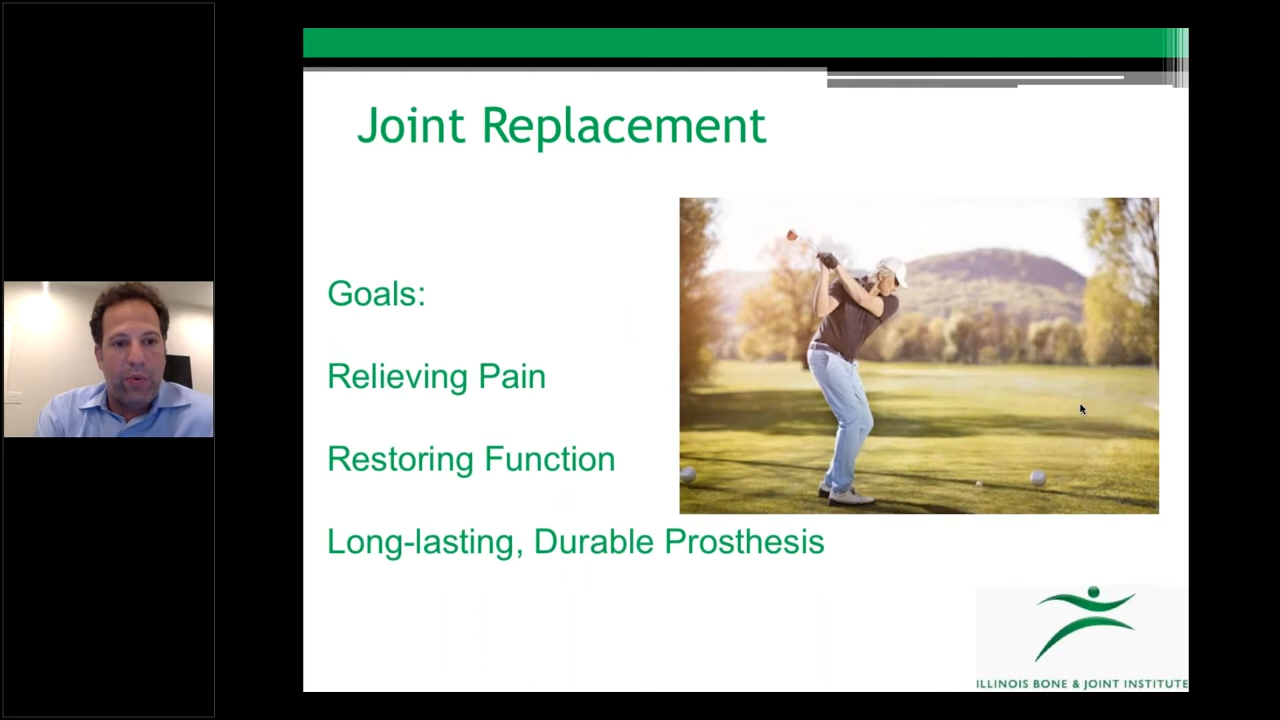 Joint Replacement
Goals:
Relieving Pain
Restoring Function
Long-lasting, Durable Prosthesis
ILLINOIS BONE & JOINT INSTITUTE